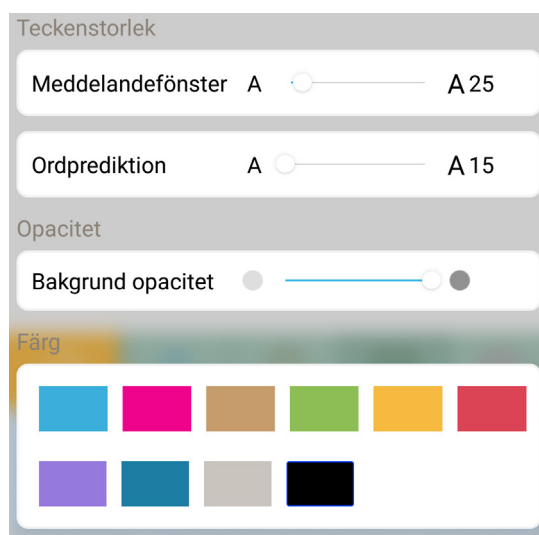 Teckenstorlek
Meddelandefönster A A 25
Ordprediktion A A 15
Opacitet
Bakgrund opacitet
Färg